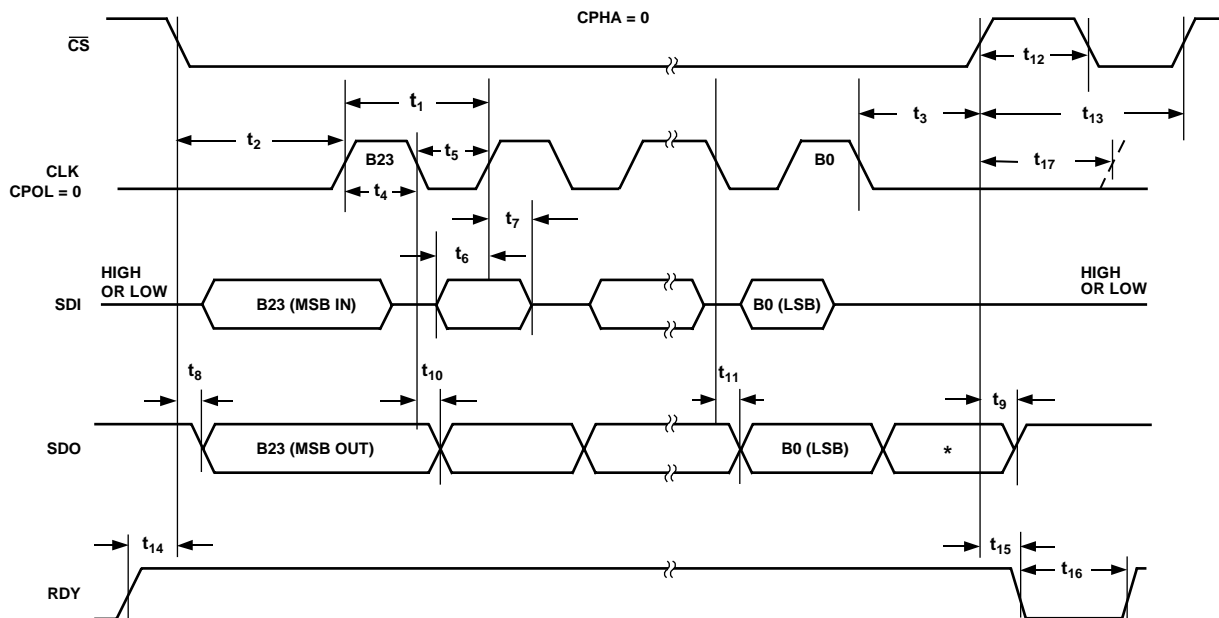 CPHA = 0
CS
t12
t1
t3
t13
t2
B23
t5
B0
CLK
CPOL = 0
t17
t4
t7
t6
HIGH
OR LOW
HIGH
OR LOW
SDI
B23 (MSB IN)
B0 (LSB)
t8
t10
t11
t9
SDO
B23 (MSB OUT)
B0 (LSB)
*
t14
t15
t16
RDY